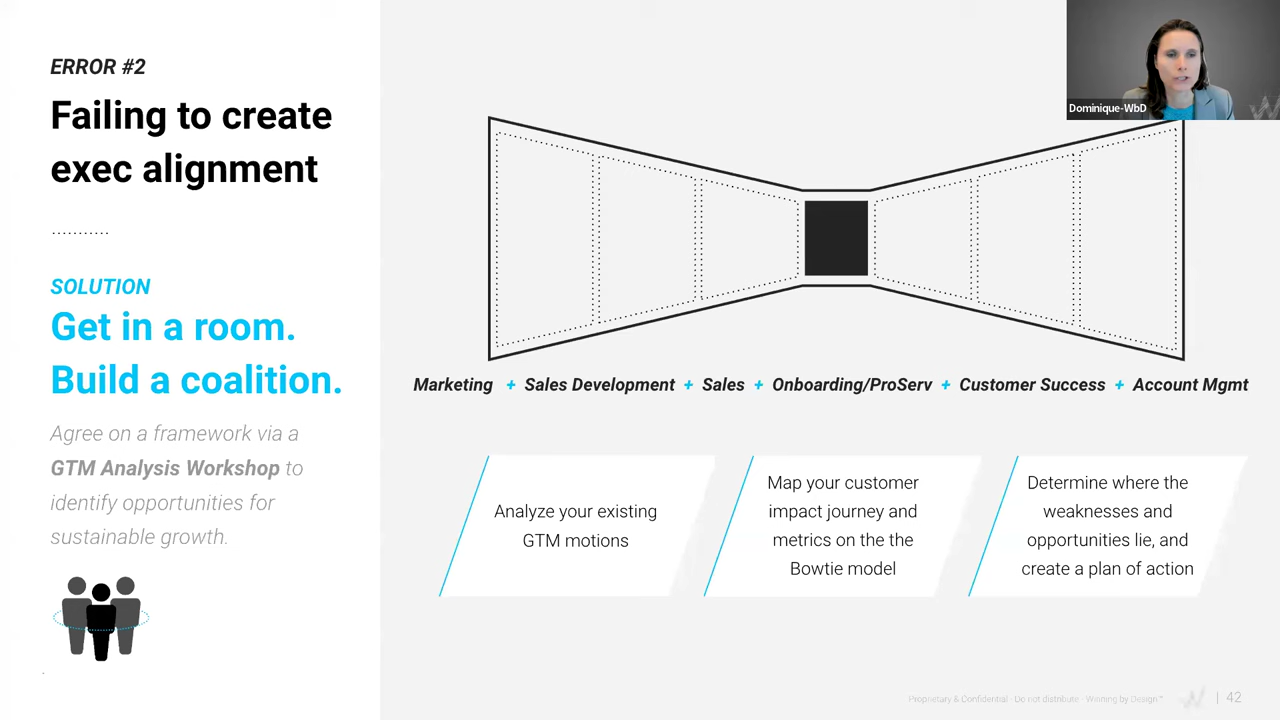 ERROR #2
Failing to create
exec alignment
...........
SOLUTION
Get in a room.
Build a coalition.
Agree on a framework via a
GTM Analysis Workshop to
identify opportunities for
sustainable growth.
Dominique-WbD
Marketing + Sales Development + Sales + Onboarding/ProServ + Customer Success + Account Mgmt
Analyze your existing
GTM motions
Map your customer
impact journey and
metrics on the the
Bowtie model
Determine where the
weaknesses and
opportunities lie, and
create a plan of action
Proprietary & Confidential - Do not distribute - Winning by Design™ | 42